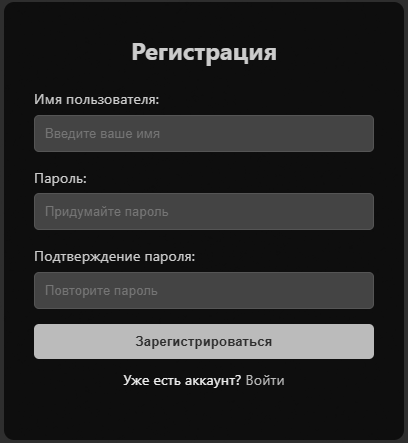 Регистрация
Имя пользователя:
Введите ваше имя
Пароль:
Придумайте пароль
Подтверждение пароля:
Повторите пароль
Зарегистрироваться
Уже есть аккаунт? Войти